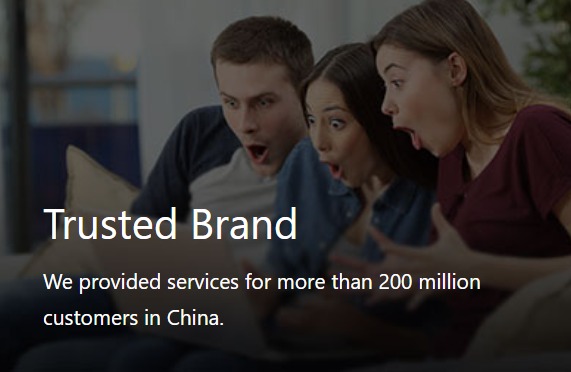 Trusted Brand
We provided services for more than 200 million
customers in China.